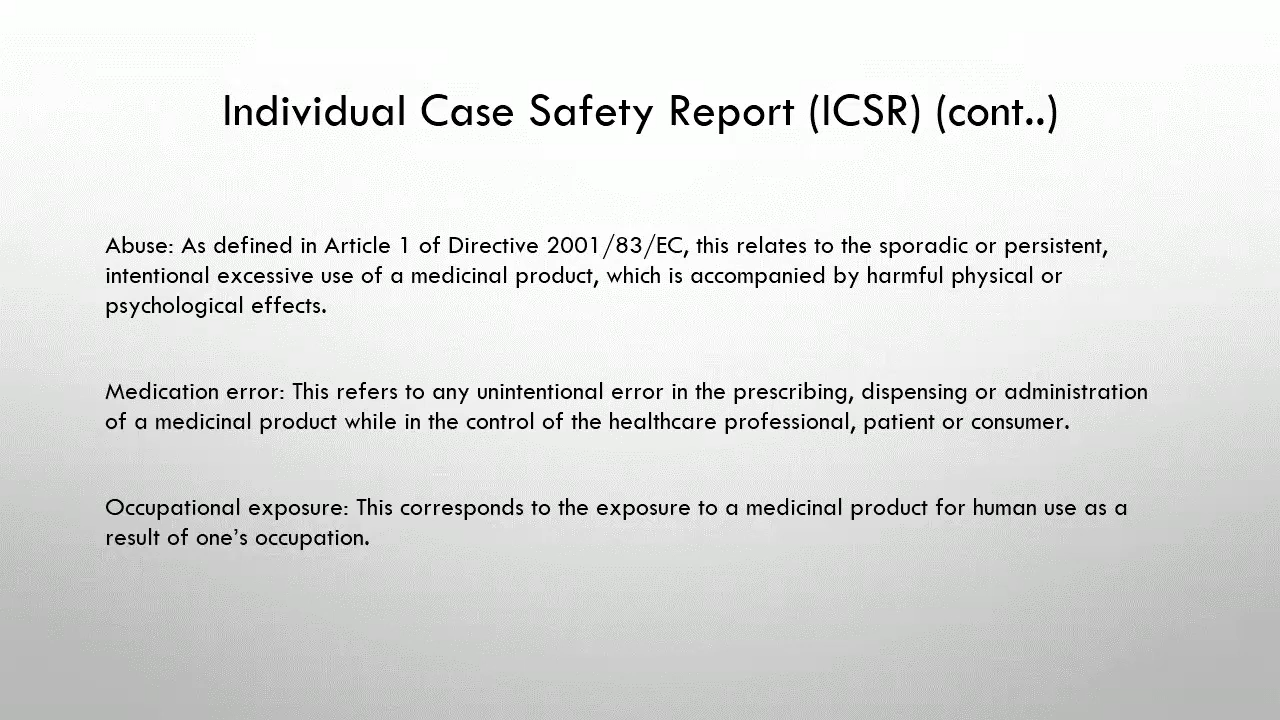 Individual Case Safety Report (ICSR) (cont..)
Abuse: As defined in Article 1 of Directive 2001/83/EC, this relates to the sporadic or persistent,
intentional excessive use of a medicinal product, which is accompanied by harmful physical or
psychological effects.
Medication error: This refers to any unintentional error in the prescribing, dispensing or administration
of a medicinal product while in the control of the healthcare professional, patient or consumer.
Occupational exposure: This corresponds to the exposure to a medicinal product for human use as a
result of one’s occupation.